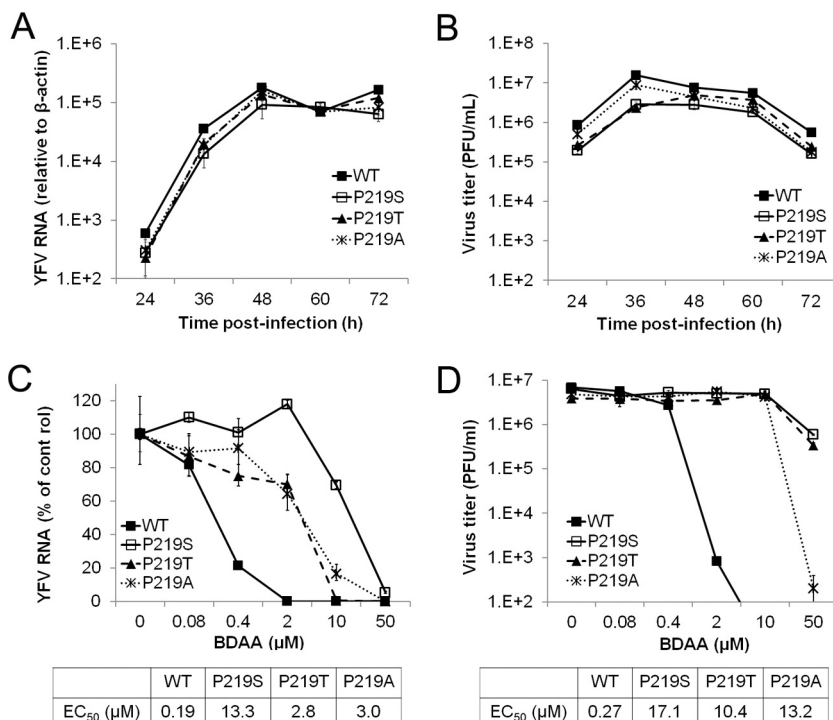 A
YFV RNA (relative to β-actin)
1.E+6
1.E+5
1.E+4
1.E+3
1.E+2
WT
P219S
P219T
P219A
24 36 48 60 72
Time post-infection (h)
B
Virus titer (PFU/mL)
1.E+8
1.E+7
1.E+6
1.E+5
1.E+4
1.E+3
1.E+2
WT
P219S
P219T
P219A
24 36 48 60 72
Time post-infection (h)
C
YFV RNA (% of cont rol)
120
100
80
60
40
20
0
WT
P219S
P219T
P219A
0 0.08 0.4 2 10 50
BDAA (µM)
WT P219S P219T P219A
EC50 (µM) 0.19 13.3 2.8 3.0
D
Virus titer (PFU/ml)
1.E+7
1.E+6
1.E+5
1.E+4
1.E+3
1.E+2
WT
P219S
P219T
P219A
0 0.08 0.4 2 10 50
BDAA (µM)
WT P219S P219T P219A
EC50 (µM) 0.27 17.1 10.4 13.2